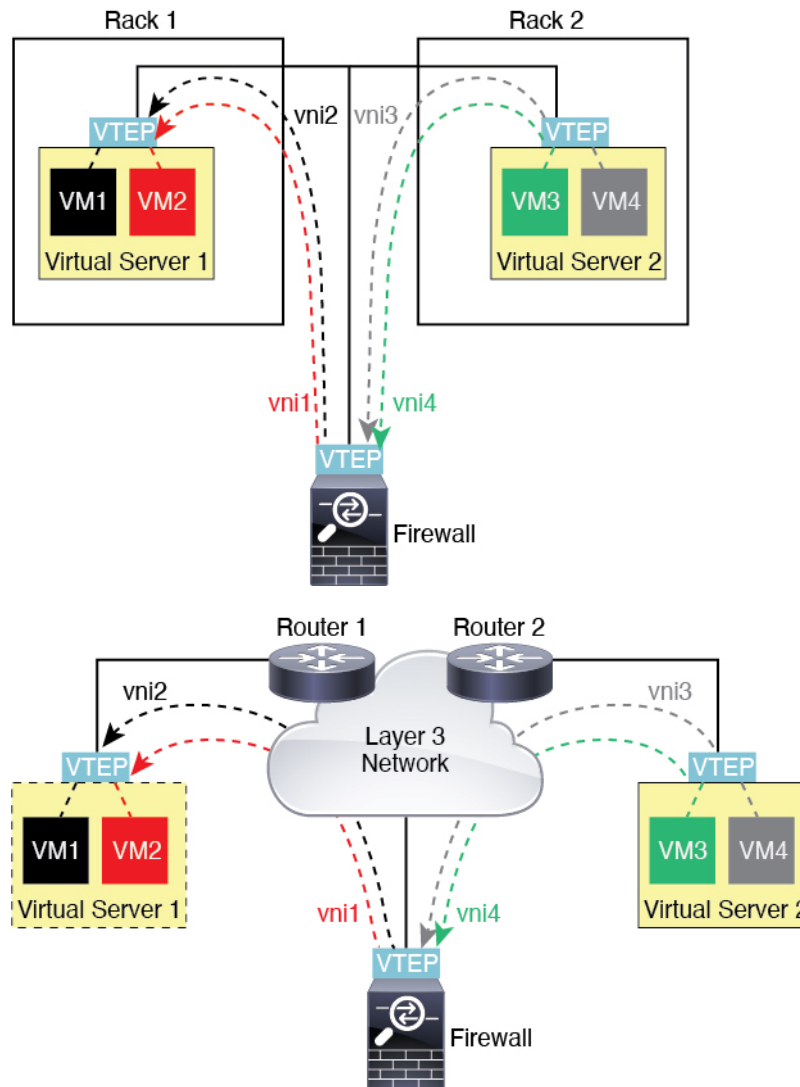 Rack 1
Rack 2
vni2
vni3
VTEP
VTEP
VM1
VM2
VM3
VM4
Virtual Server 1
Virtual Server 2
vni1
vni4
VTEP
Firewall
Router 1
Router 2
vni2
vni3
Layer 3
Network
VTEP
VTEP
VM1
VM2
VM3
VM4
Virtual Server 1
Virtual Server 2
vni1
vni4
VTEP
Firewall